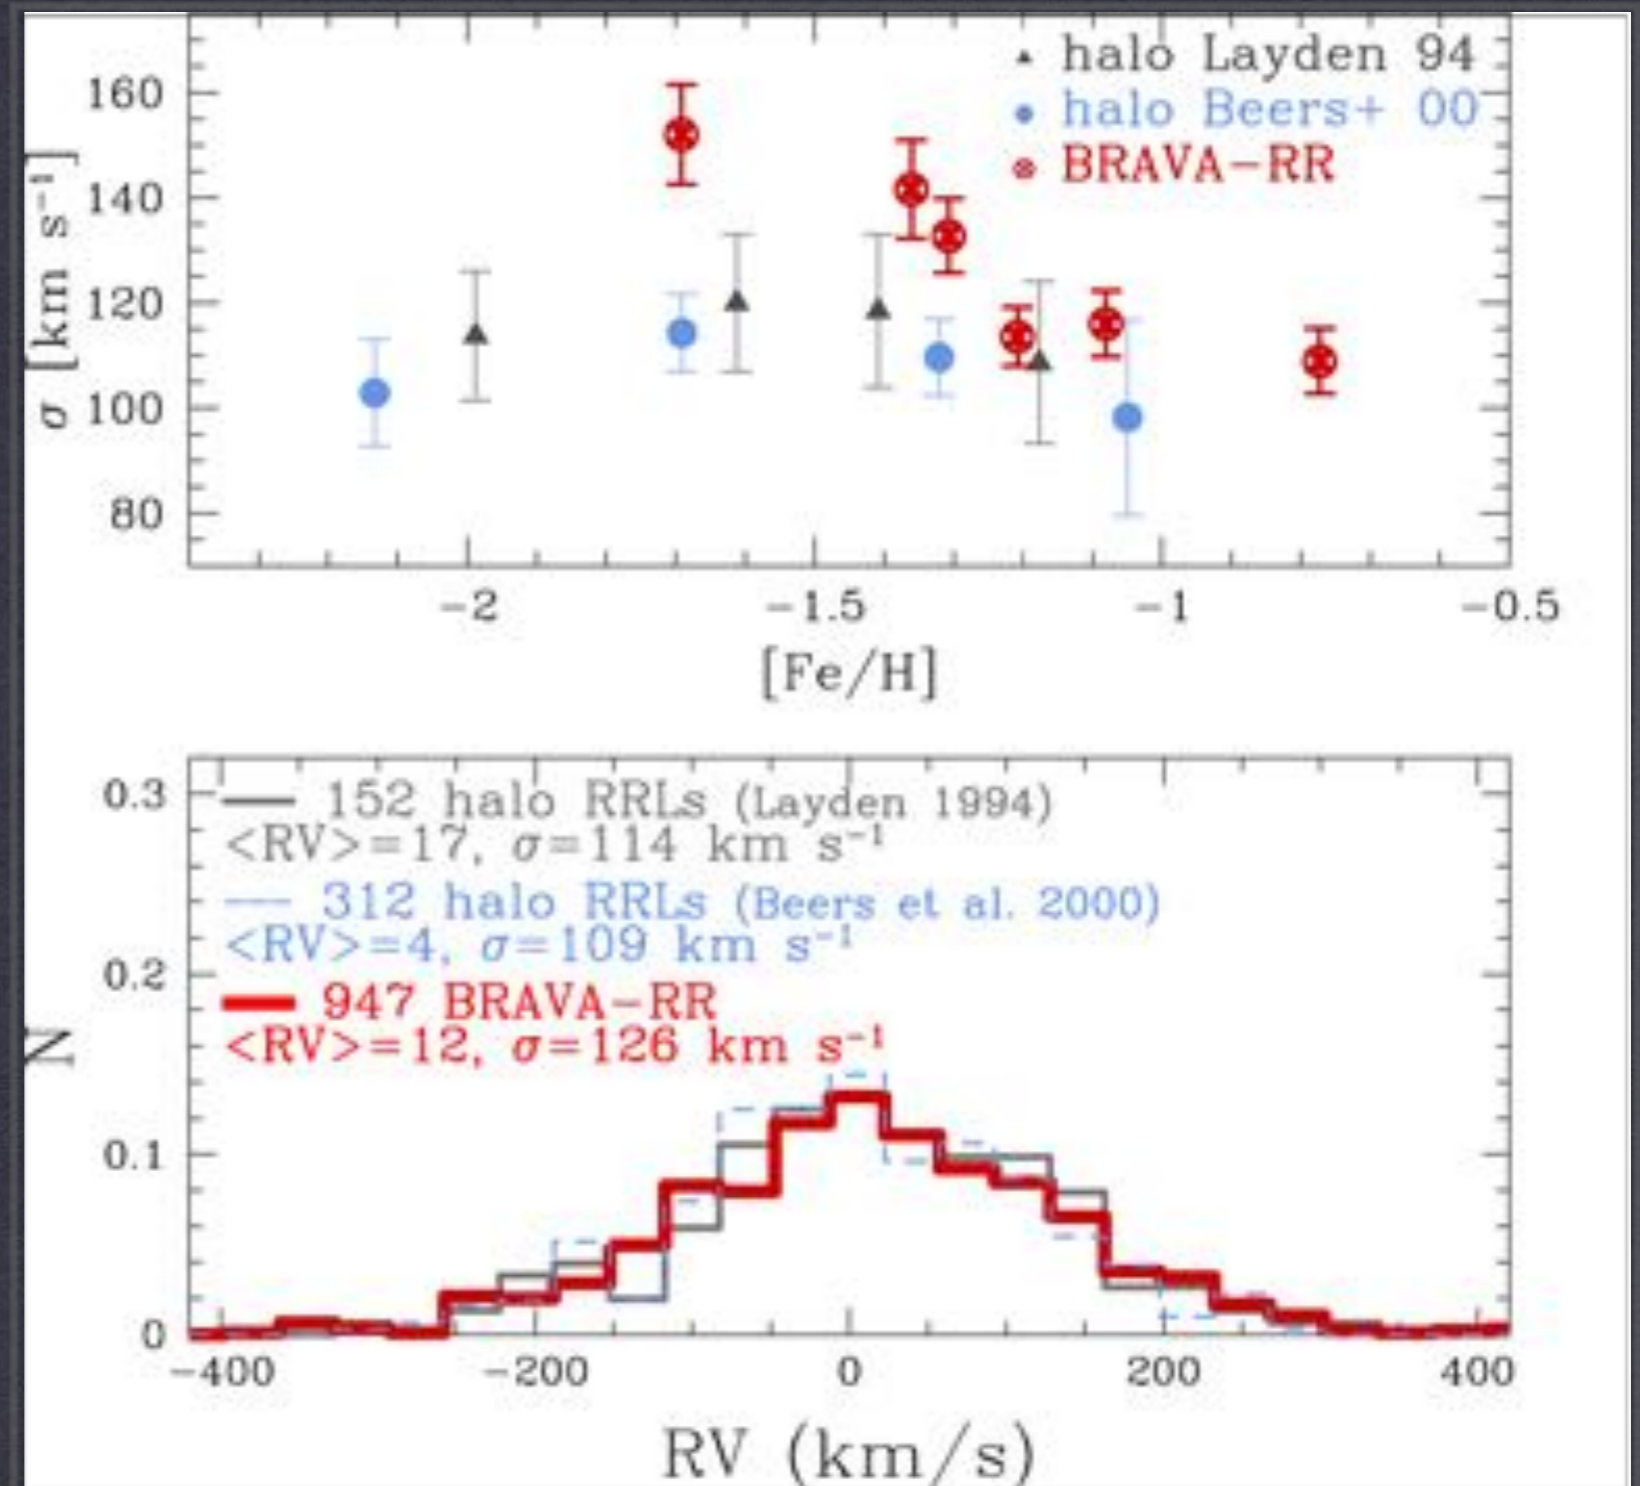 halo Layden 94
halo Beers+ 00
BRAVA-RR
σ [km s⁻¹]
160
140
120
100
80
-2 -1.5 -1 -0.5
[Fe/H]
152 halo RRLs (Layden 1994)
<RV>=17, σ=114 km s⁻¹
312 halo RRLs (Beers et al. 2000)
<RV>=4, σ=109 km s⁻¹
947 BRAVA-RR
<RV>=12, σ=126 km s⁻¹
N
0.3
0.2
0.1
0
-400 -200 0 200 400
RV (km/s)